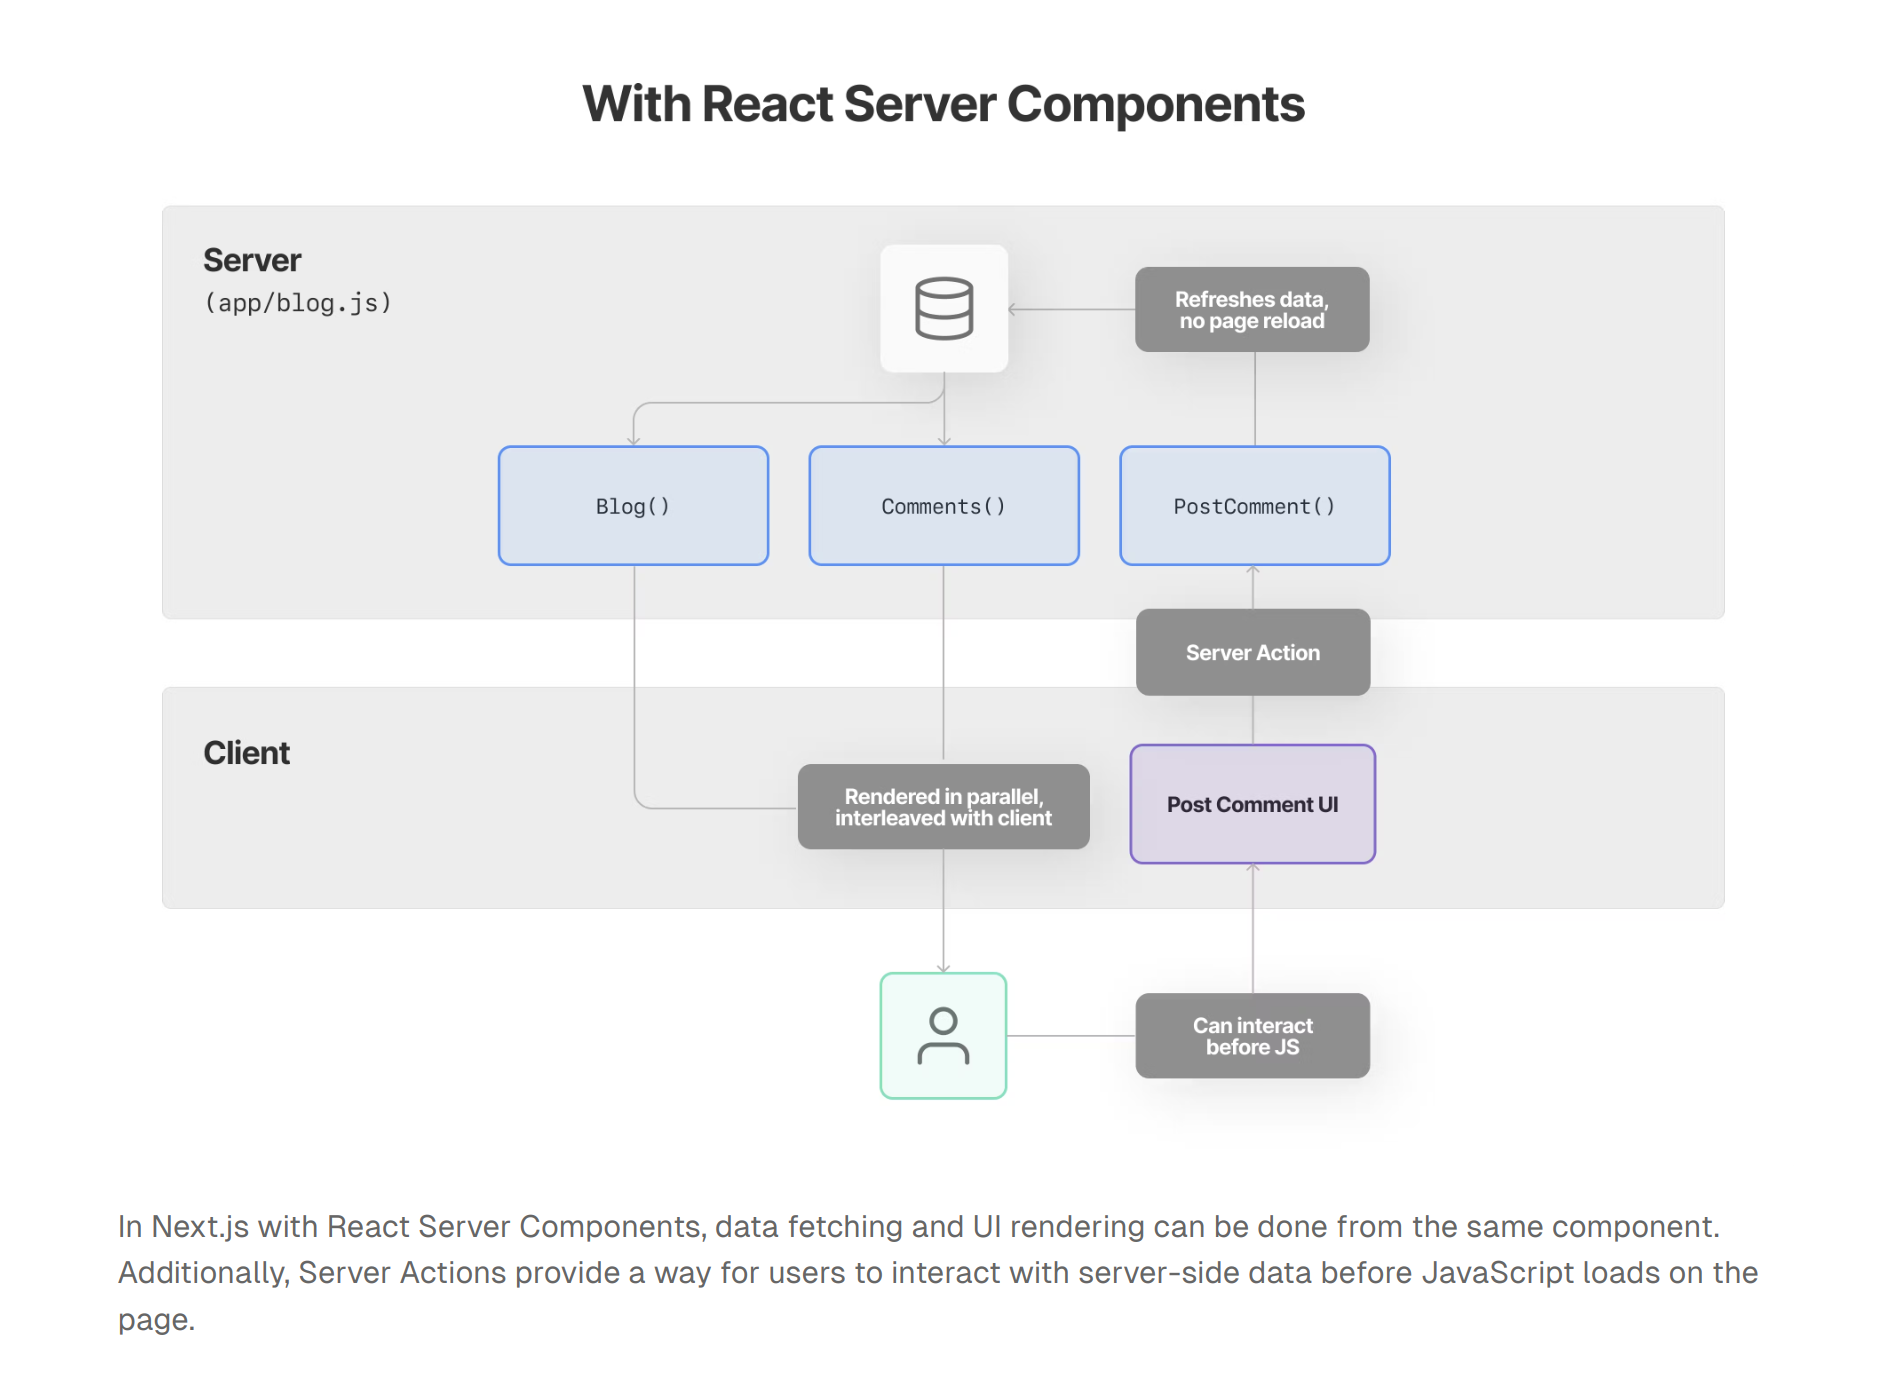 With React Server Components
Server
(app/blog.js)
Refreshes data,
no page reload
Blog()
Comments()
PostComment()
Server Action
Client
Rendered in parallel,
interleaved with client
Post Comment UI
Can interact
before JS
In Next.js with React Server Components, data fetching and UI rendering can be done from the same component.
Additionally, Server Actions provide a way for users to interact with server-side data before JavaScript loads on the
page.